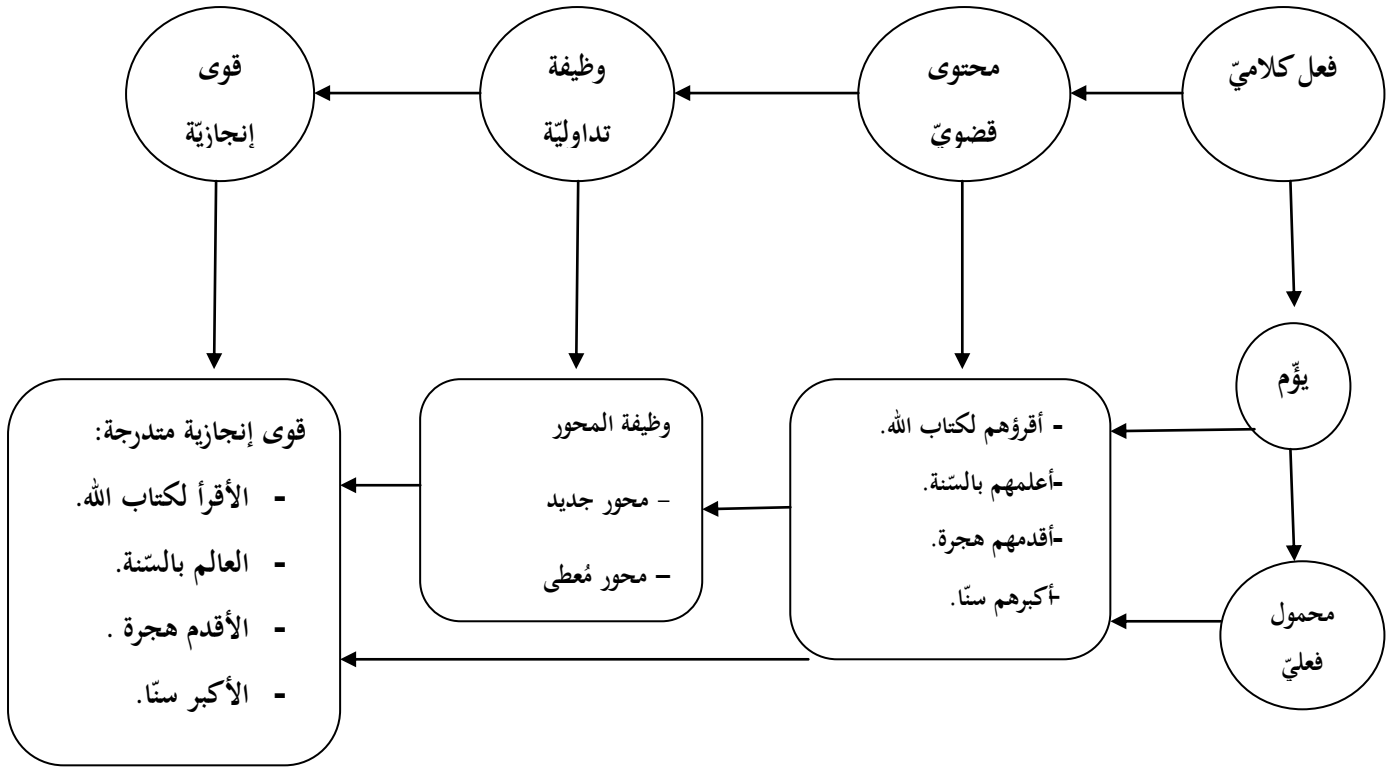 فعل كلاميّ
محتوى
قضويّ
وظيفة
تداوليّة
قوى
إنجازيّة
يؤّم
محمول
فعليّ
- أقرؤهم لكتاب الله.
-أعلمهم بالسّنة.
-أقدمهم هجرة.
-أكبرهم سنّا.
وظيفة المحور
– محور جديد
– محور مُعطى
قوى إنجازية متدرجة:
- الأقرأ لكتاب الله.
- العالم بالسّنة.
- الأقدم هجرة .
- الأكبر سنّا.